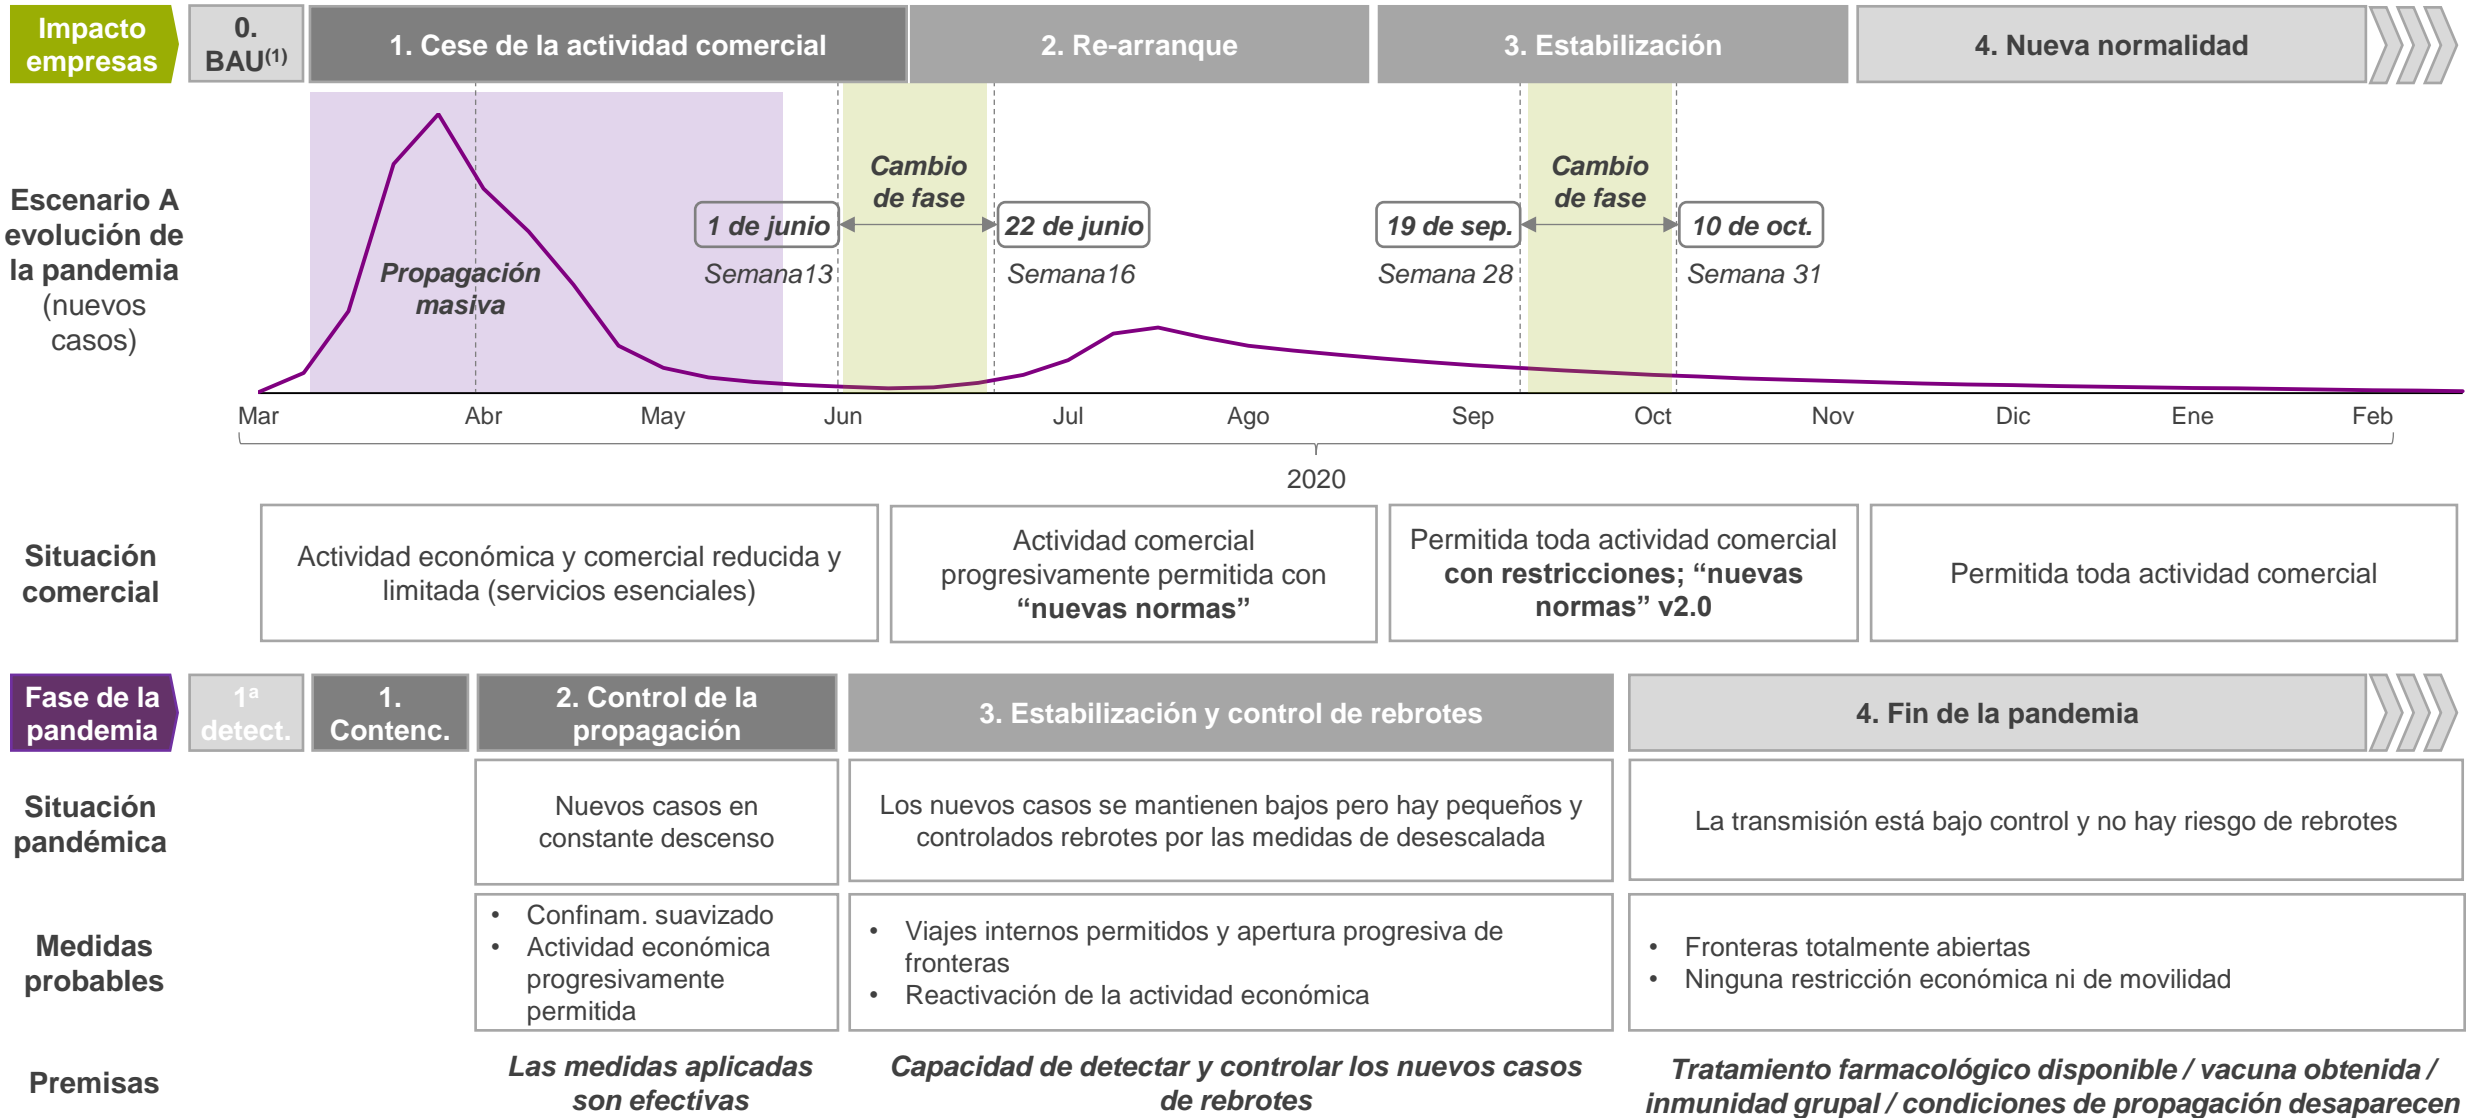 Impacto
empresas
0.
BAU(1)
1. Cese de la actividad comercial
2. Re-arranque
3. Estabilización
4. Nueva normalidad
Escenario A
evolución de
la pandemia
(nuevos
casos)
Propagación
masiva
Cambio
de fase
1 de junio
22 de junio
Semana13
Semana16
Cambio
de fase
19 de sep.
10 de oct.
Semana 28
Semana 31
Mar
Abr
May
Jun
Jul
Ago
Sep
Oct
Nov
Dic
Ene
Feb
2020
Situación
comercial
Actividad económica y comercial reducida y
limitada (servicios esenciales)
Actividad comercial
progresivamente permitida con
“nuevas normas”
Permitida toda actividad comercial
con restricciones; “nuevas
normas” v2.0
Permitida toda actividad comercial
Fase de la
pandemia
1ª
detect.
1.
Contenc.
2. Control de la
propagación
3. Estabilización y control de rebrotes
4. Fin de la pandemia
Situación
pandémica
Nuevos casos en
constante descenso
Los nuevos casos se mantienen bajos pero hay pequeños y
controlados rebrotes por las medidas de desescalada
La transmisión está bajo control y no hay riesgo de rebrotes
Medidas
probables
• Confinam. suavizado
• Actividad económica
progresivamente
permitida
• Viajes internos permitidos y apertura progresiva de
fronteras
• Reactivación de la actividad económica
• Fronteras totalmente abiertas
• Ninguna restricción económica ni de movilidad
Premisas
Las medidas aplicadas
son efectivas
Capacidad de detectar y controlar los nuevos casos
de rebrotes
Tratamiento farmacológico disponible / vacuna obtenida /
inmunidad grupal / condiciones de propagación desaparecen